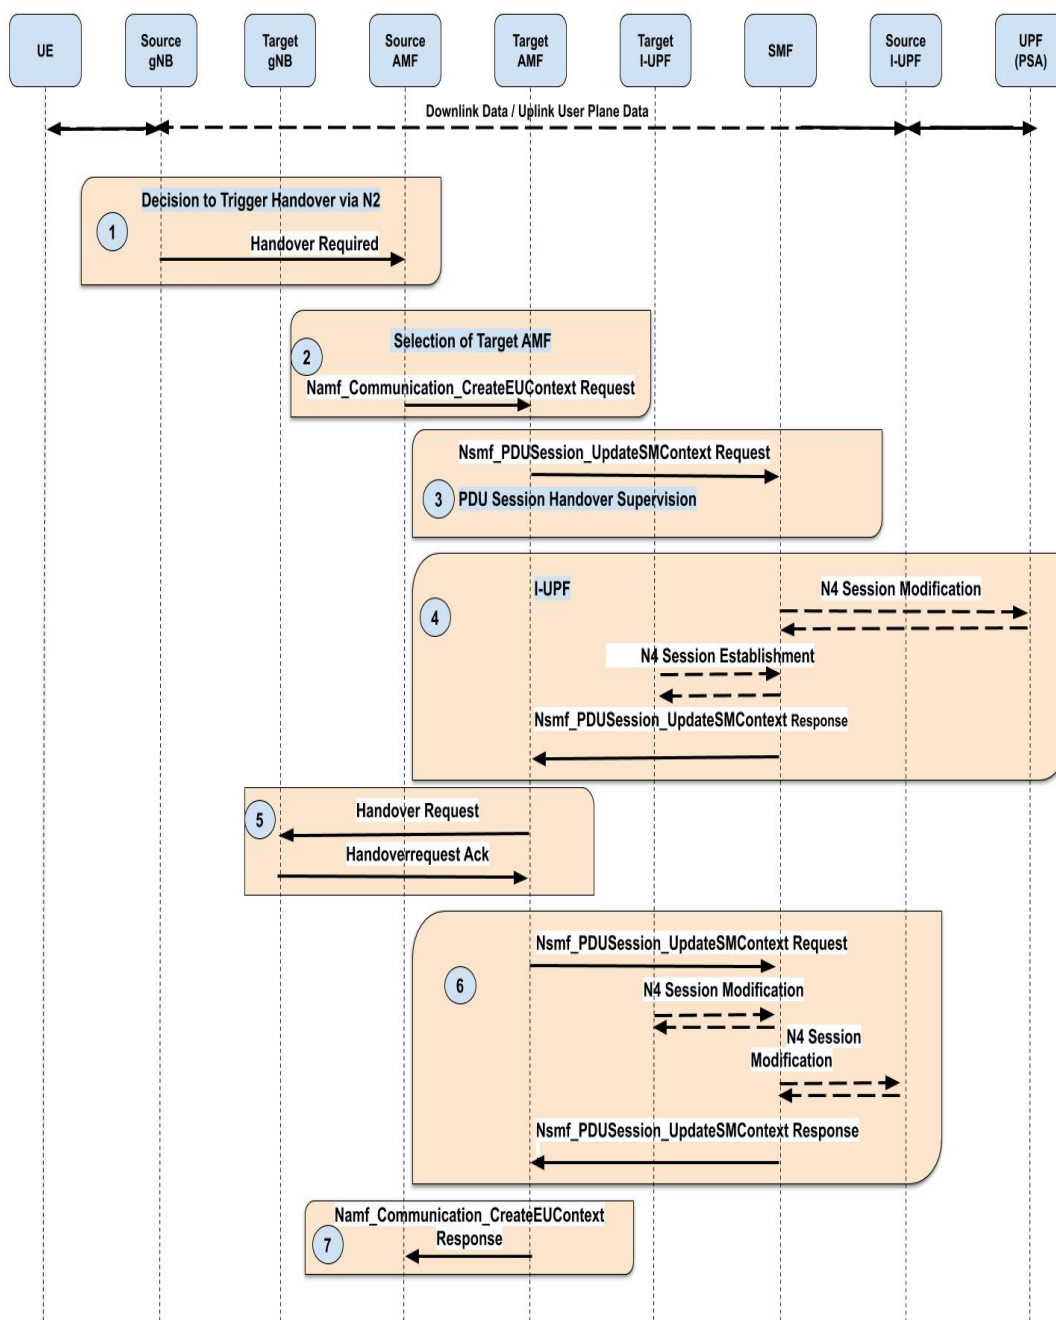 UE
Source
gNB
Target
gNB
Source
AMF
Target
AMF
Target
I-UPF
SMF
Source
I-UPF
UPF
(PSA)
Downlink Data / Uplink User Plane Data
Decision to Trigger Handover via N2
1
Handover Required
Selection of Target AMF
2
Namf_Communication_CreateEUContext Request
Nsmf_PDUSession_UpdateSMContext Request
3
PDU Session Handover Supervision
I-UPF
N4 Session Modification
4
N4 Session Establishment
Nsmf_PDUSession_UpdateSMContext Response
5
Handover Request
Handoverrequest Ack
Nsmf_PDUSession_UpdateSMContext Request
6
N4 Session Modification
N4 Session
Modification
Nsmf_PDUSession_UpdateSMContext Response
Namf_Communication_CreateEUContext
Response
7